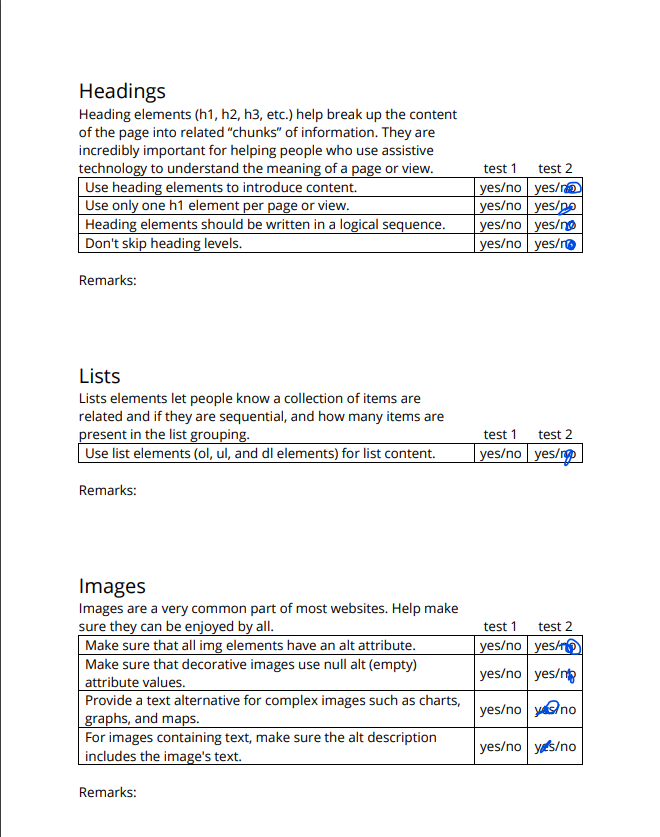 Headings
Heading elements (h1, h2, h3, etc.) help break up the content
of the page into related “chunks” of information. They are
incredibly important for helping people who use assistive
technology to understand the meaning of a page or view. test 1 test 2
Use heading elements to introduce content. yes/no yes/no
Use only one h1 element per page or view. yes/no yes/no
Heading elements should be written in a logical sequence. yes/no yes/no
Don't skip heading levels. yes/no yes/no
Remarks:
Lists
Lists elements let people know a collection of items are
related and if they are sequential, and how many items are
present in the list grouping. test 1 test 2
Use list elements (ol, ul, and dl elements) for list content. yes/no yes/no
Remarks:
Images
Images are a very common part of most websites. Help make
sure they can be enjoyed by all. test 1 test 2
Make sure that all img elements have an alt attribute. yes/no yes/no
Make sure that decorative images use null alt (empty)
attribute values. yes/no yes/no
Provide a text alternative for complex images such as charts,
graphs, and maps. yes/no yes/no
For images containing text, make sure the alt description
includes the image's text. yes/no yes/no
Remarks: